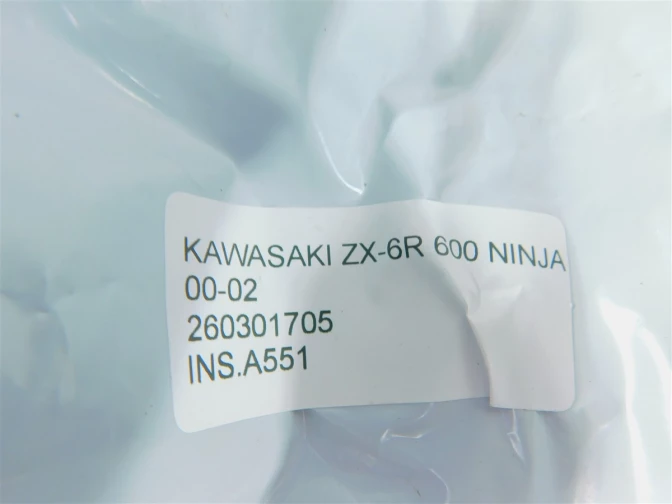 KAWASAKI ZX-6R 600 NINJA
00-02
260301705
INS.A551